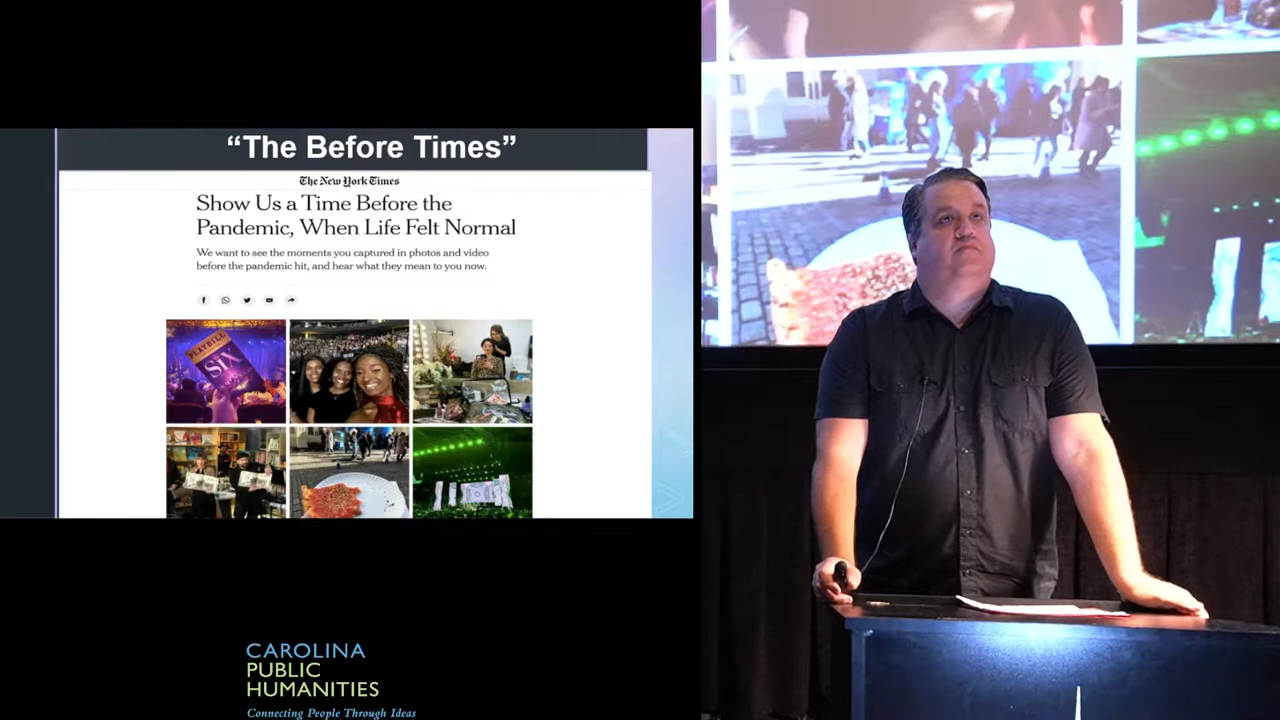 “The Before Times”
The New York Times
Show Us a Time Before the
Pandemic, When Life Felt Normal
We want to see the moments you captured in photos and video
before the pandemic hit, and hear what they mean to you now.
PLAYBILL
SIX
CAROLINA
PUBLIC
HUMANITIES
Connecting People Through Ideas